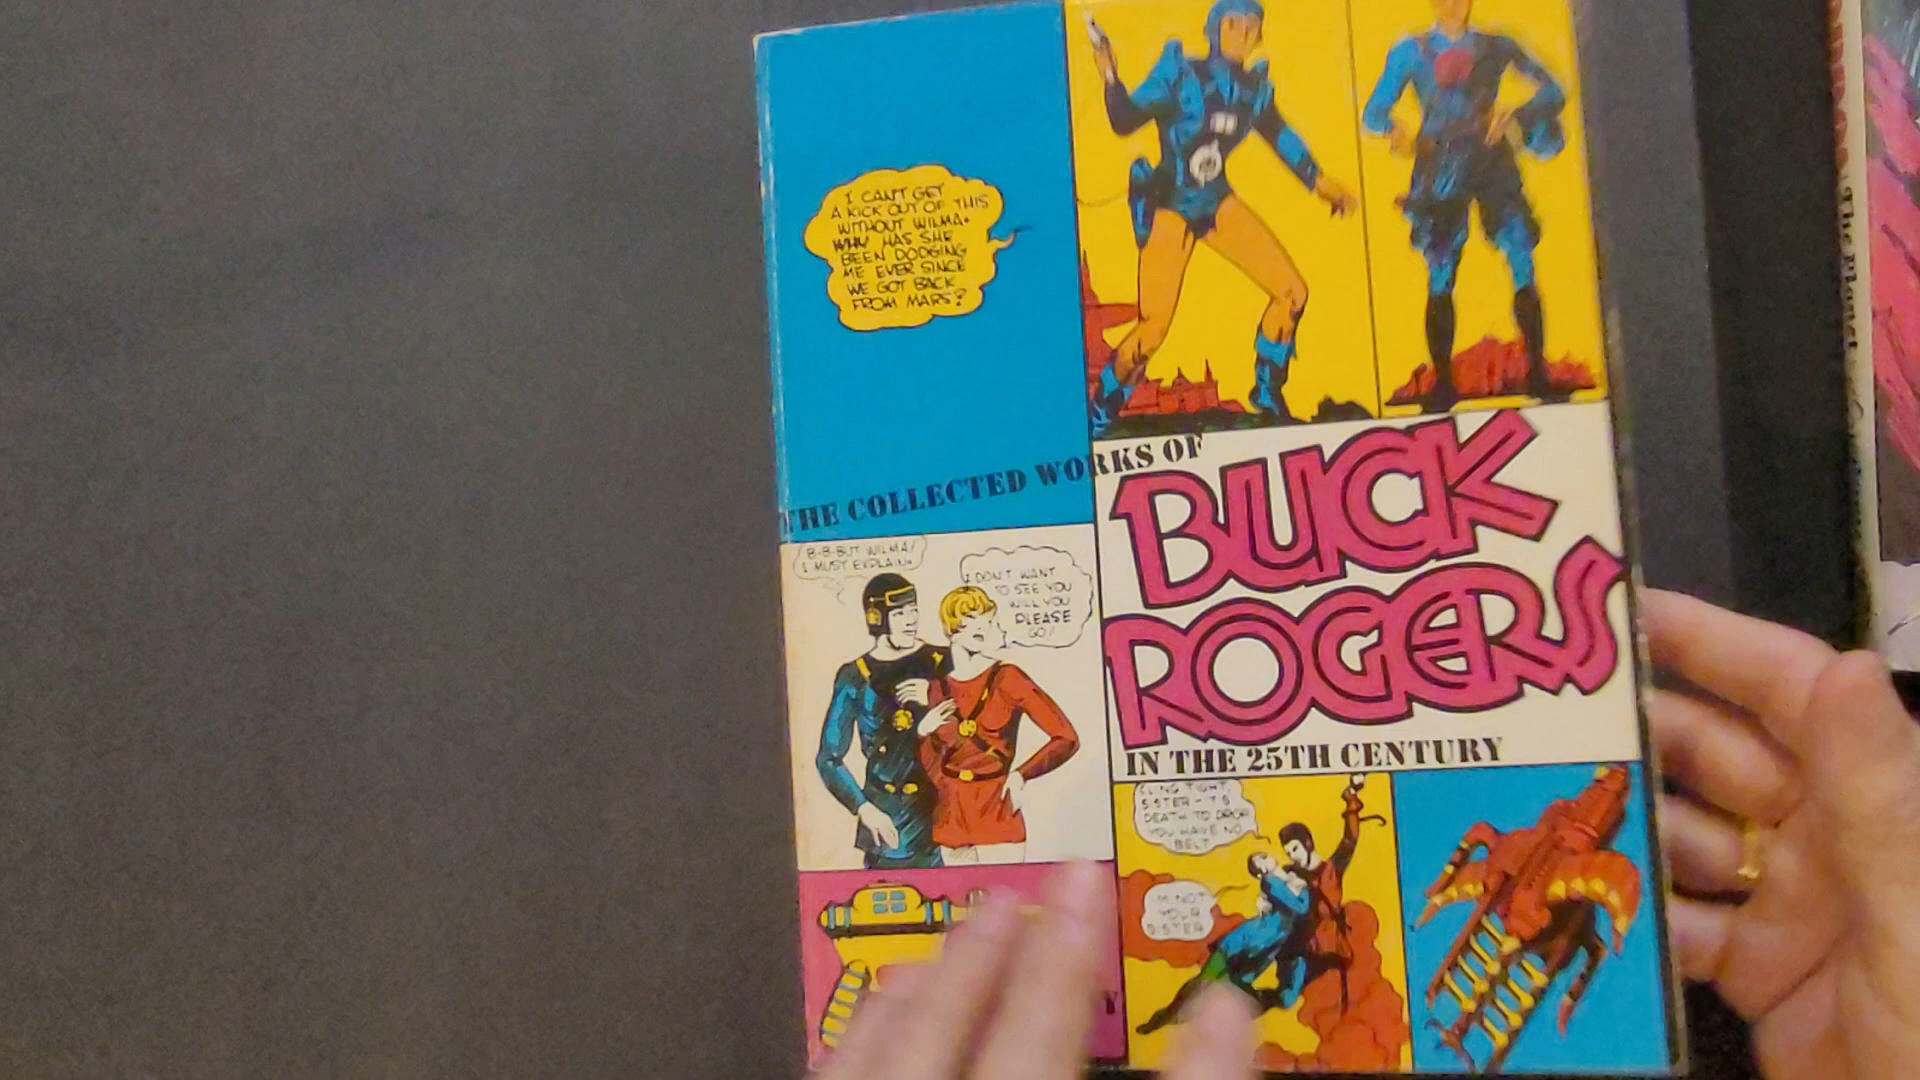 I CAN'T GET
A KICK OUT OF THIS
WITHOUT WILMA.
WHY HAS SHE
BEEN DODGING
ME EVER SINCE
WE GOT BACK
FROM MARS?
THE COLLECTED WORKS OF
BUCK
ROGERS
IN THE 25TH CENTURY
B-B-BUT WILMA!
I MUST EXPLAIN.
I DON'T WANT
TO SEE YOU
WILL YOU
PLEASE
GO!
CLING TIGHT,
SISTER - IT'S
DEATH TO DROP
YOU HAVE NO
BELT
I'M NOT
YOUR
SISTER
The Planet